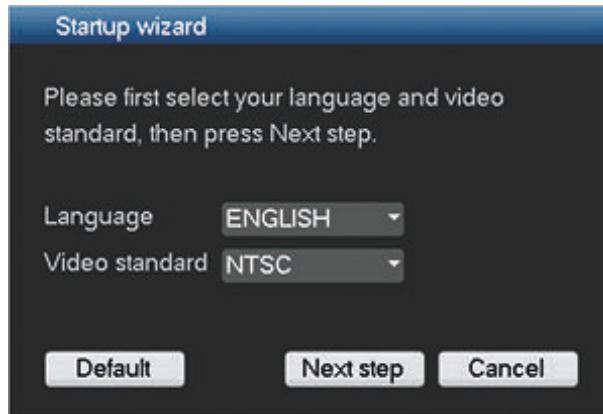 Startup wizard
Please first select your language and video
standard, then press Next step.
Language ENGLISH
Video standard NTSC
Default Next step Cancel